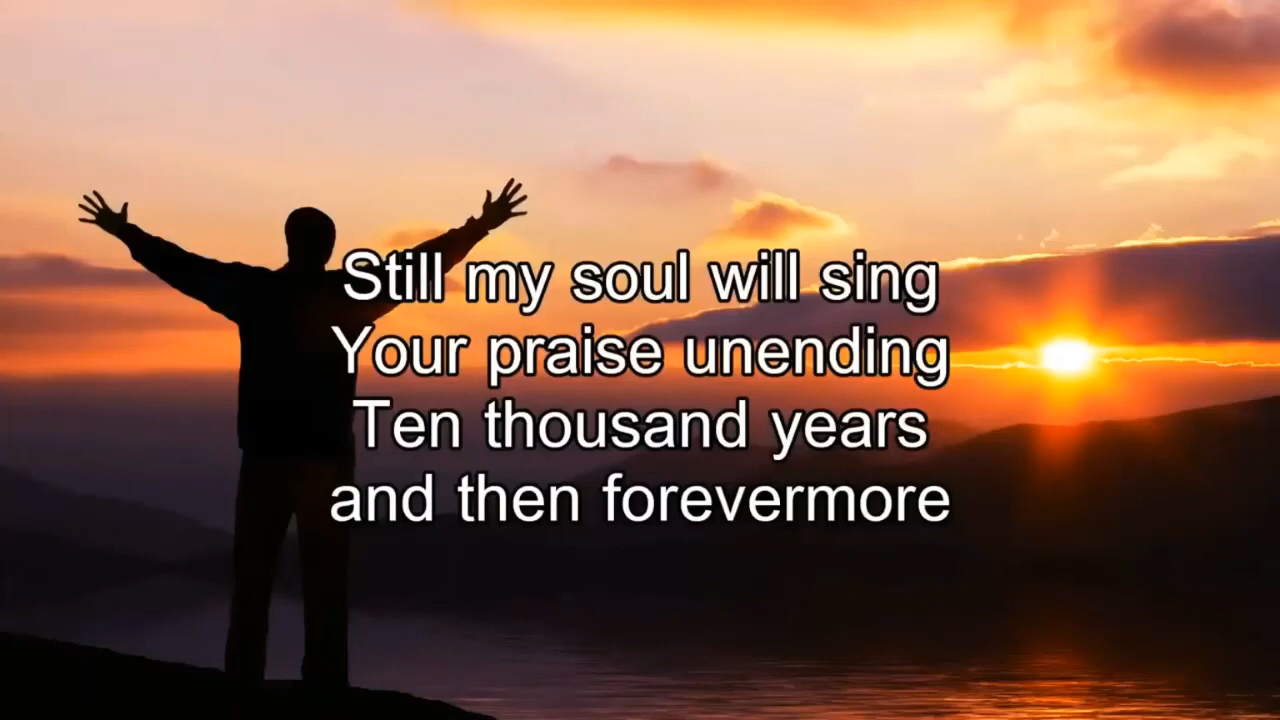 Still my soul will sing
Your praise unending
Ten thousand years
and then forevermore